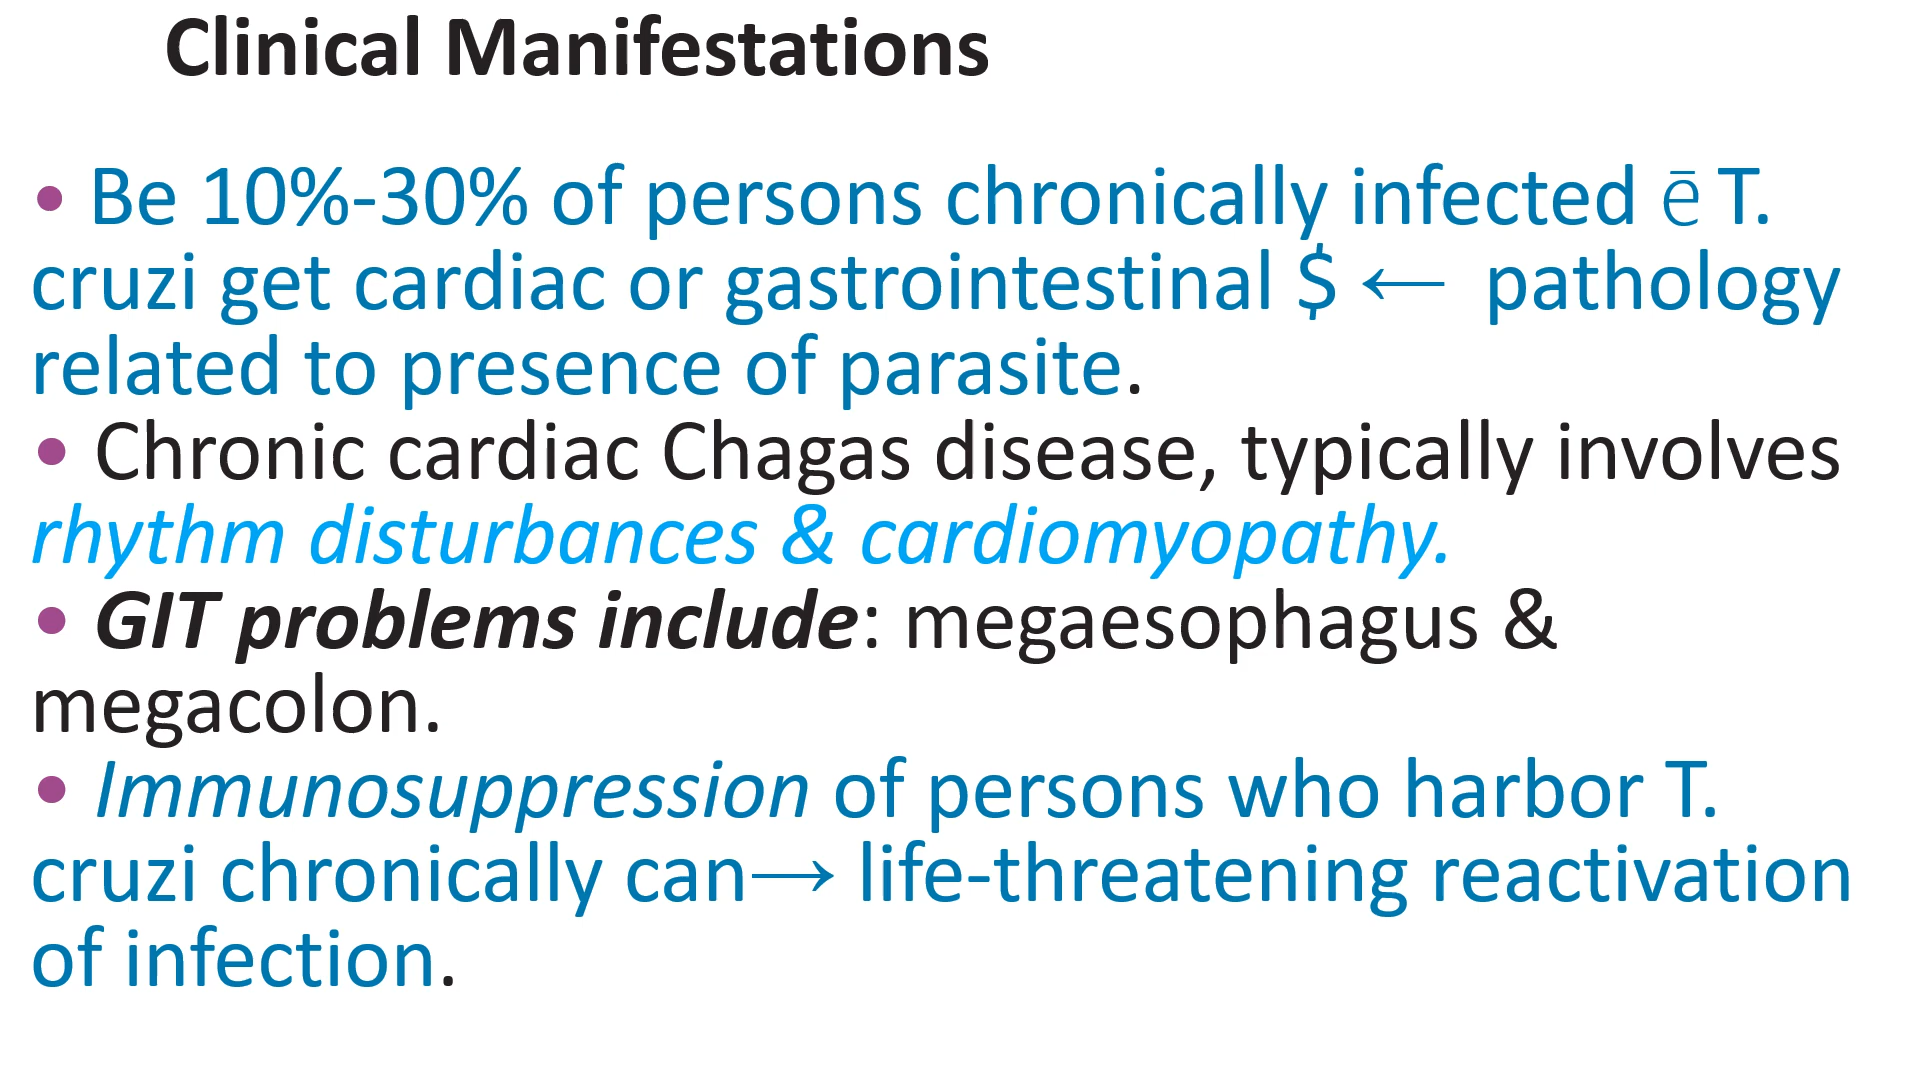 Clinical Manifestations
• Be 10%-30% of persons chronically infected ē T.
cruzi get cardiac or gastrointestinal $ ← pathology
related to presence of parasite.
• Chronic cardiac Chagas disease, typically involves
rhythm disturbances & cardiomyopathy.
• GIT problems include: megaesophagus &
megacolon.
• Immunosuppression of persons who harbor T.
cruzi chronically can→ life-threatening reactivation
of infection.